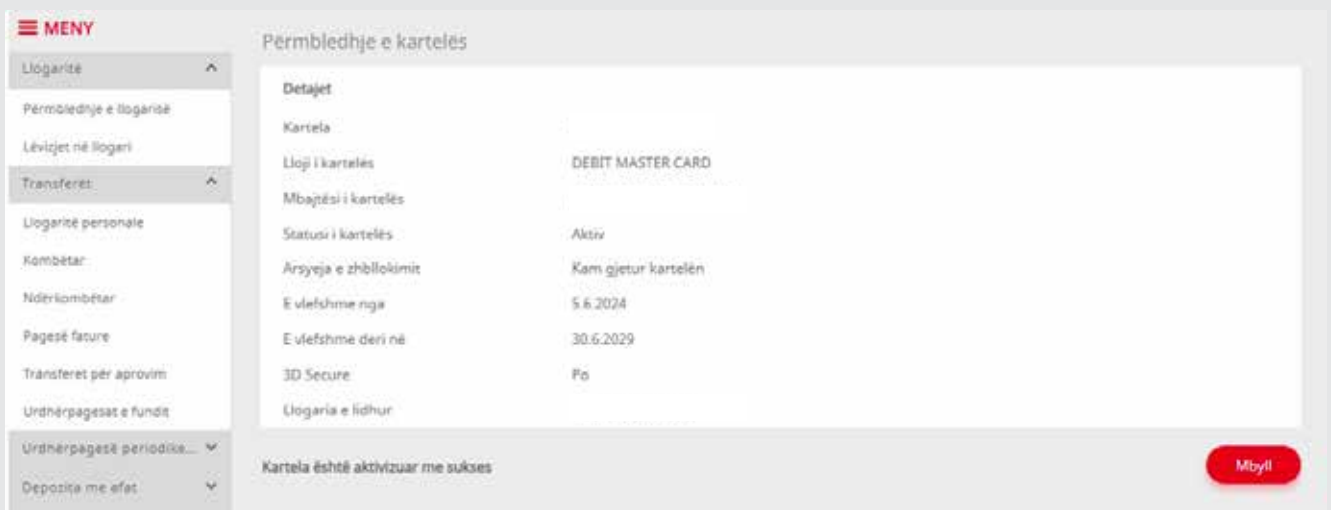 MENY
Llogaritë
Përmbledhje e llogarisë
Lëvizjet në llogari
Transferët
Llogaritë personale
Kombëtar
Ndërkombëtar
Pagesë fature
Transferet për aprovim
Urdhërpagesat e fundit
Urdhërpagesë periodike...
Depozita me afat
Përmbledhje e kartelës
Detajet
Kartela
Lloji i kartelës DEBIT MASTER CARD
Mbajtësi i kartelës
Statusi i kartelës Aktiv
Arsyeja e zhbllokimit Kam gjetur kartelën
E vlefshme nga 5.6.2024
E vlefshme deri në 30.6.2029
3D Secure Po
Llogaria e lidhur
Kartela është aktivizuar me sukses
Mbyll